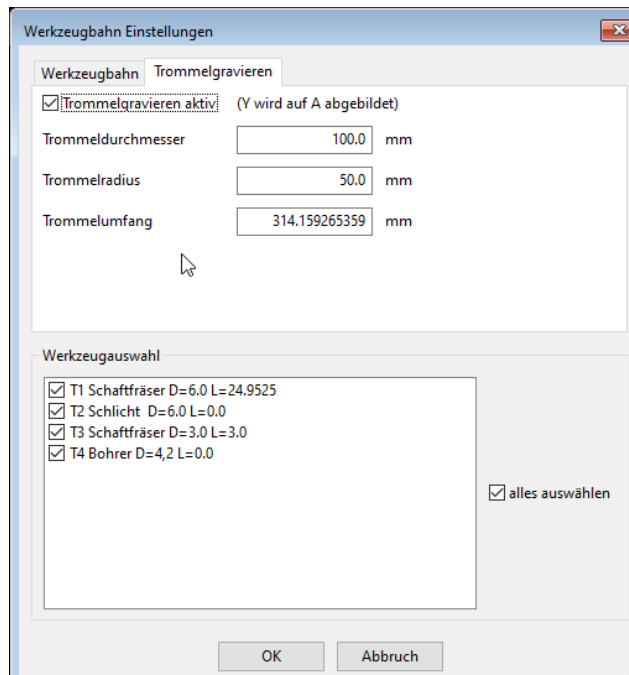 Werkzeugbahn Einstellungen
Werkzeugbahn Trommelgravieren
Trommelgravieren aktiv (Y wird auf A abgebildet)
Trommeldurchmesser 100.0 mm
Trommelradius 50.0 mm
Trommelumfang 314.159265359 mm
Werkzeugauswahl
T1 Schaftfräser D=6.0 L=24.9525
T2 Schlicht D=6.0 L=0.0
T3 Schaftfräser D=3.0 L=3.0
T4 Bohrer D=4,2 L=0.0
alles auswählen
OK Abbruch